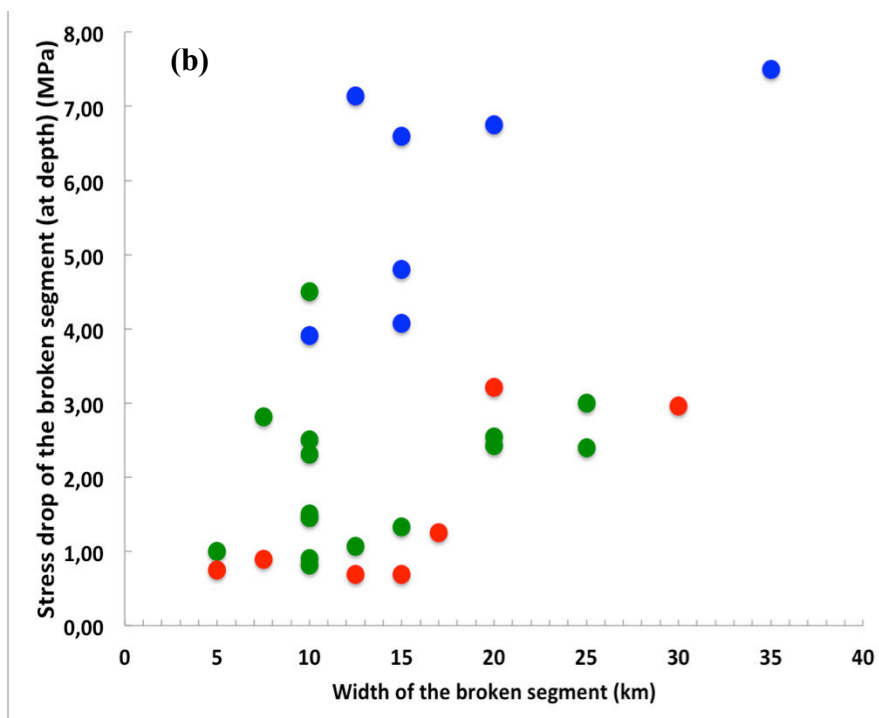 (b)
Stress drop of the broken segment (at depth) (MPa)
8,00
7,00
6,00
5,00
4,00
3,00
2,00
1,00
0,00
0 5 10 15 20 25 30 35 40
Width of the broken segment (km)